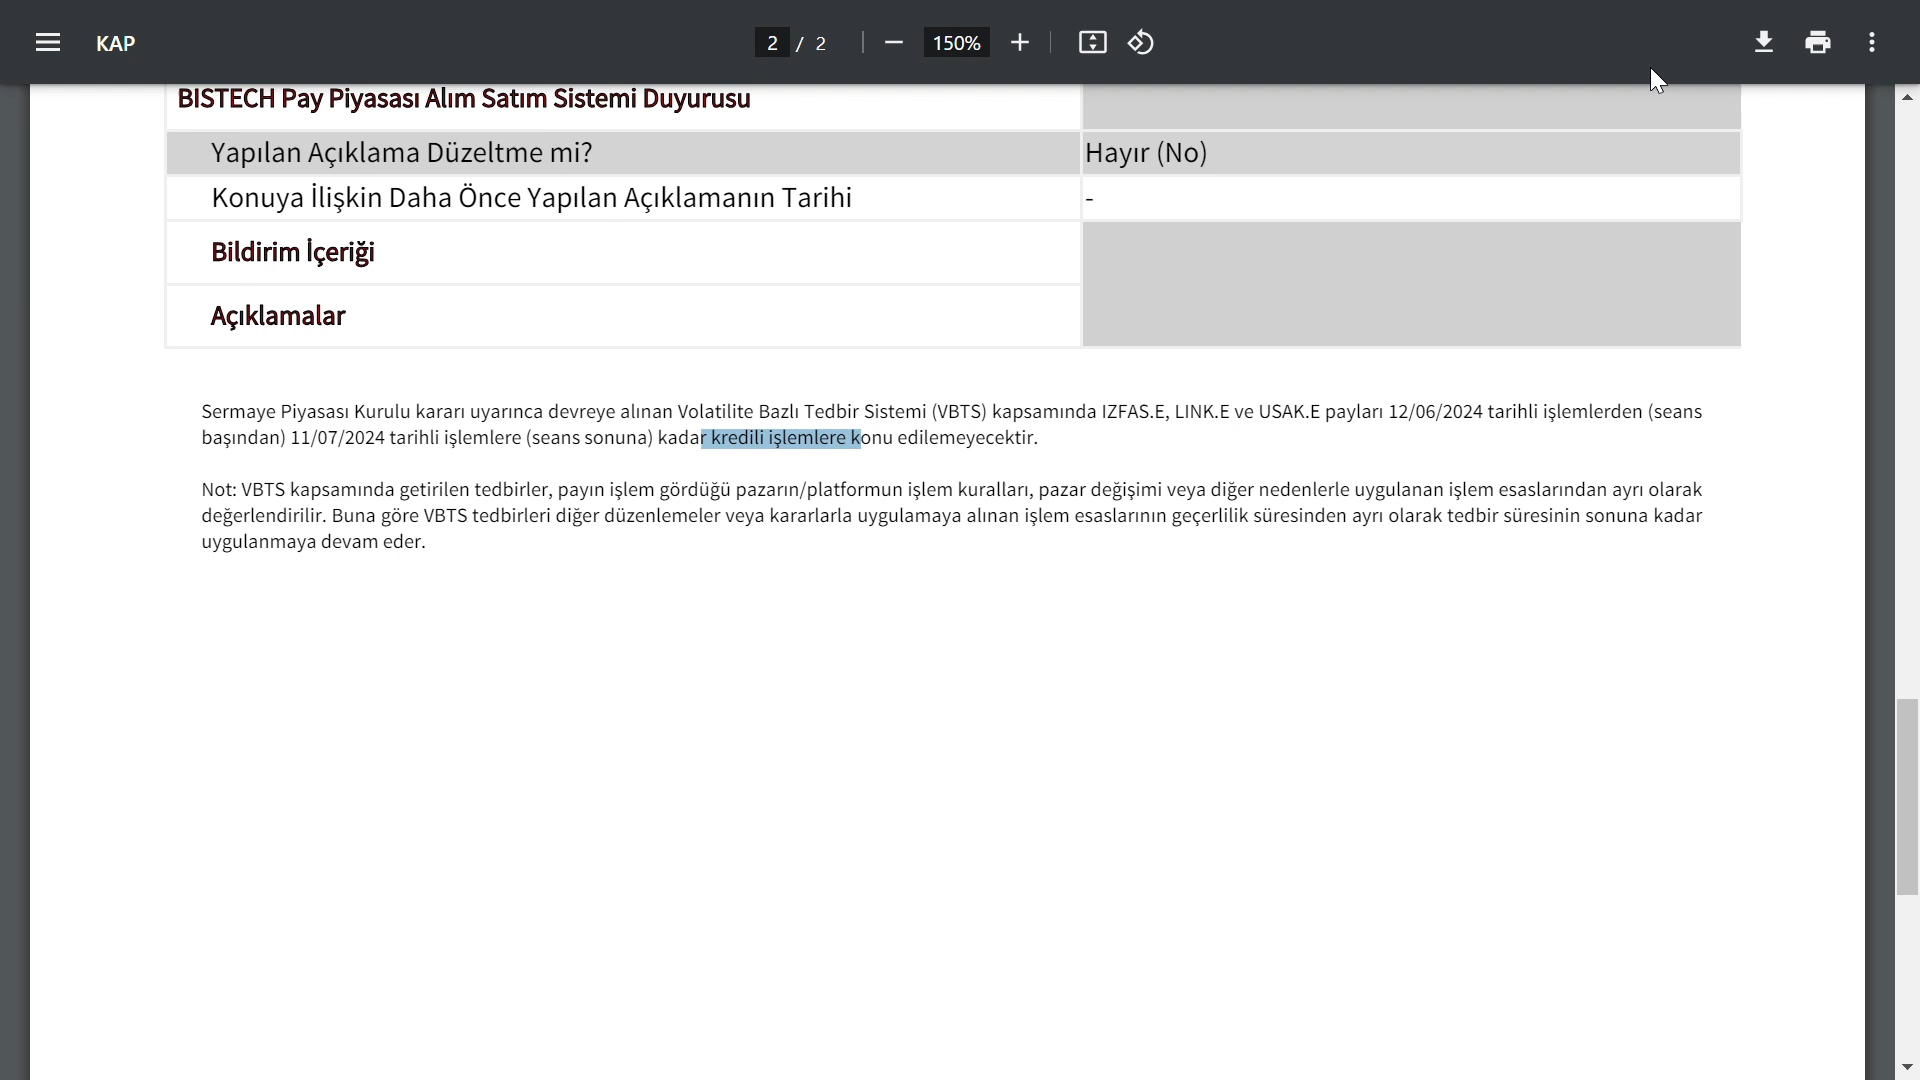 KAP
2 / 2
150%
BISTECH Pay Piyasası Alım Satım Sistemi Duyurusu
Yapılan Açıklama Düzeltme mi?
Hayır (No)
Konuya İlişkin Daha Önce Yapılan Açıklamanın Tarihi
-
Bildirim İçeriği
Açıklamalar
Sermaye Piyasası Kurulu kararı uyarınca devreye alınan Volatilite Bazlı Tedbir Sistemi (VBTS) kapsamında IZFAS.E, LINK.E ve USAK.E payları 12/06/2024 tarihli işlemlerden (seans
başından) 11/07/2024 tarihli işlemlere (seans sonuna) kadar kredili işlemlere konu edilemeyecektir.
Not: VBTS kapsamında getirilen tedbirler, payın işlem gördüğü pazarın/platformun işlem kuralları, pazar değişimi veya diğer nedenlerle uygulanan işlem esaslarından ayrı olarak
değerlendirilir. Buna göre VBTS tedbirleri diğer düzenlemeler veya kararlarla uygulamaya alınan işlem esaslarının geçerlilik süresinden ayrı olarak tedbir süresinin sonuna kadar
uygulanmaya devam eder.